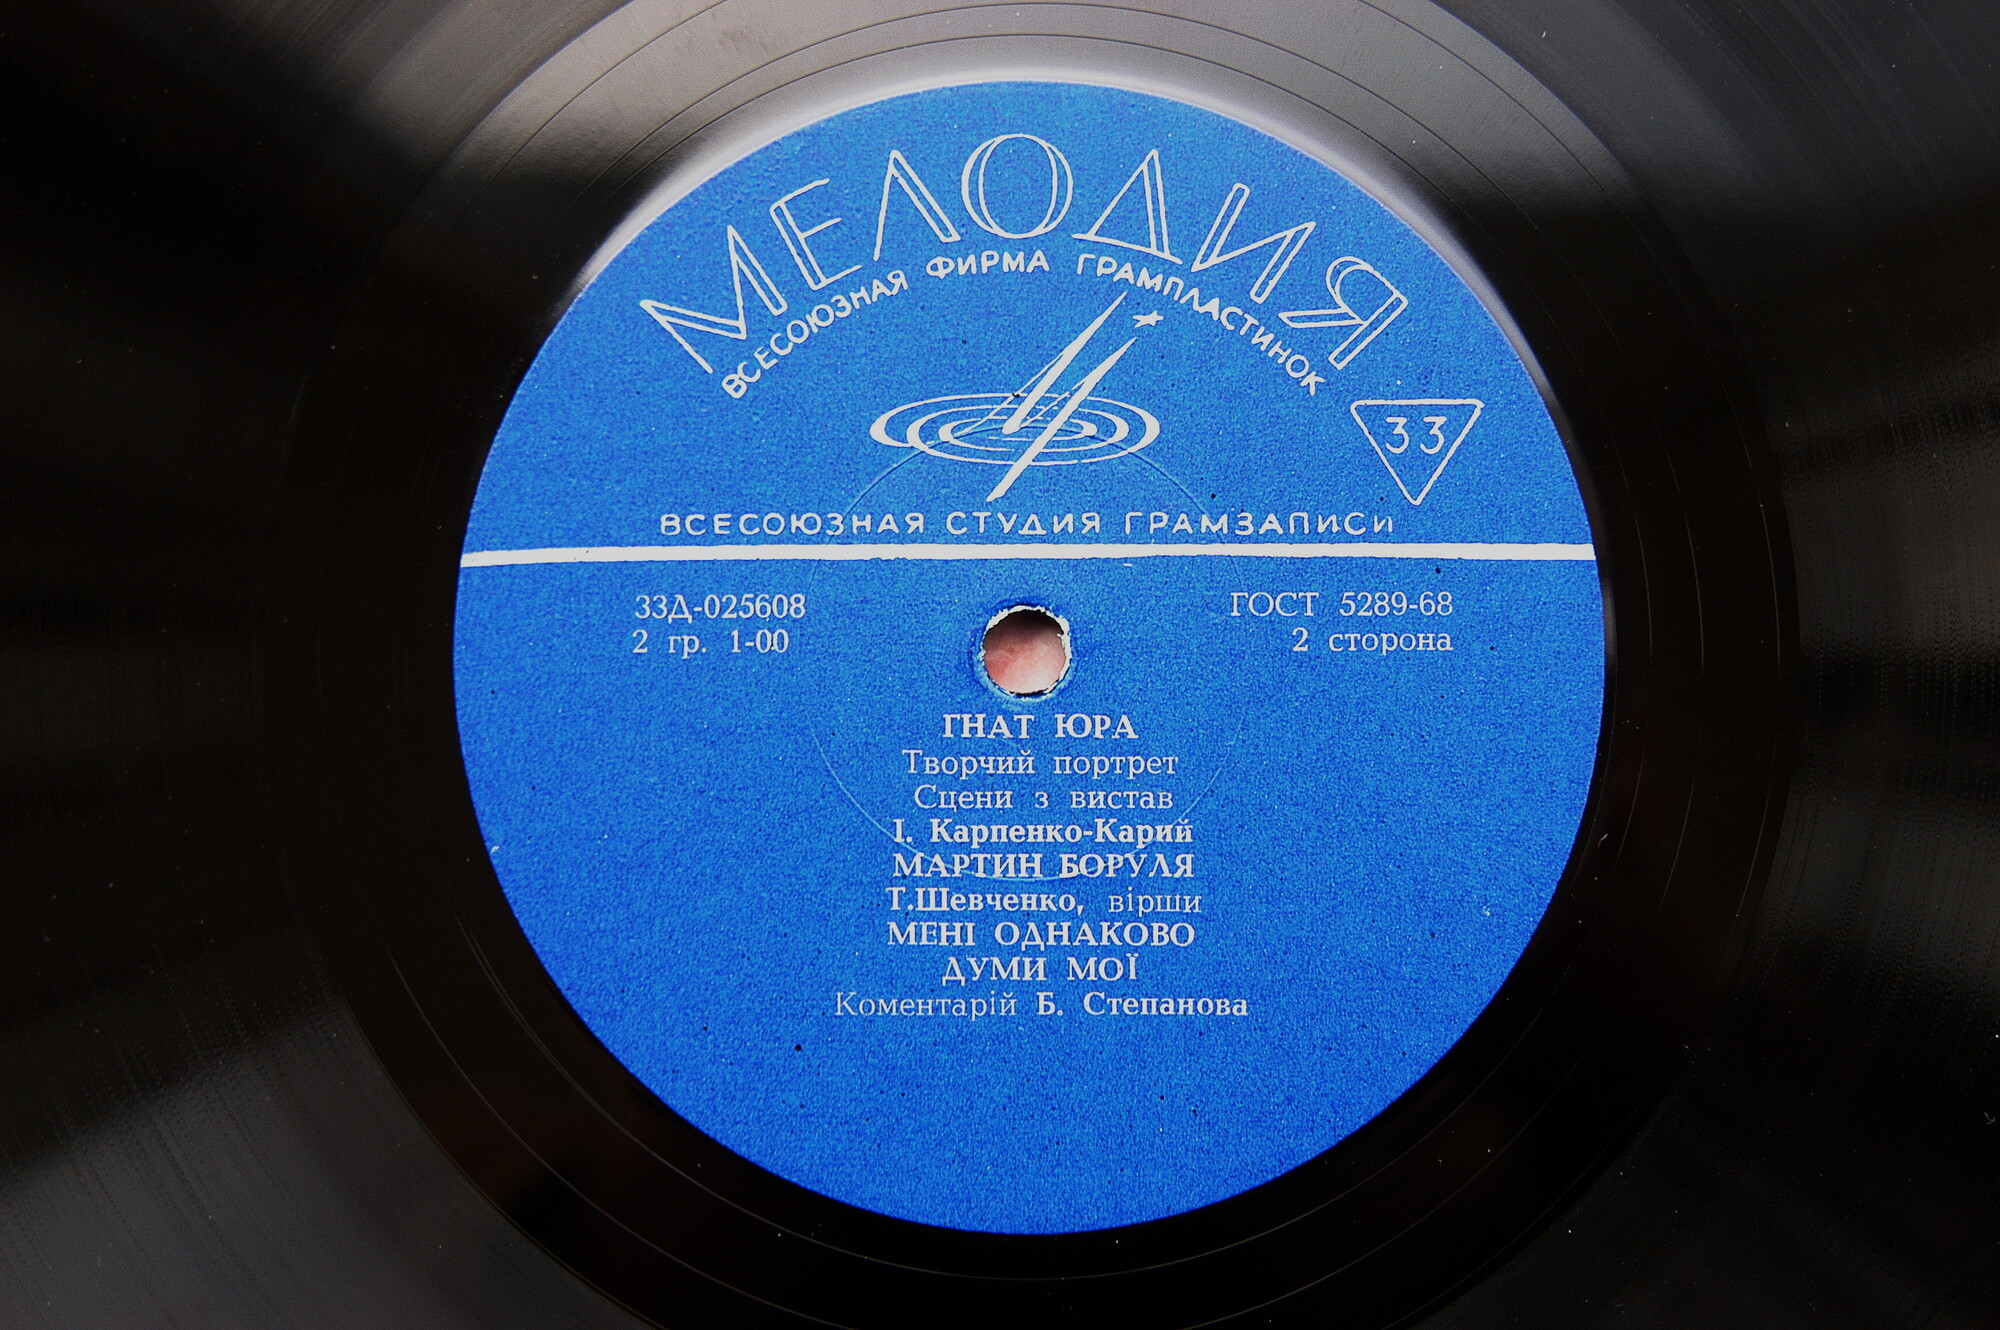 МЕЛОДИЯ
ВСЕСОЮЗНАЯ ФИРМА ГРАМПЛАСТИНОК
33
ВСЕСОЮЗНАЯ СТУДИЯ ГРАМЗАПИСИ
33Д-025608
2 гр. 1-00
ГОСТ 5289-68
2 сторона
ГНАТ ЮРА
Творчий портрет
Сцени з вистав
І. Карпенко-Карий
МАРТИН БОРУЛЯ
Т.Шевченко, вірши
МЕНІ ОДНАКОВО
ДУМИ МОЇ
Коментарій Б. Степанова